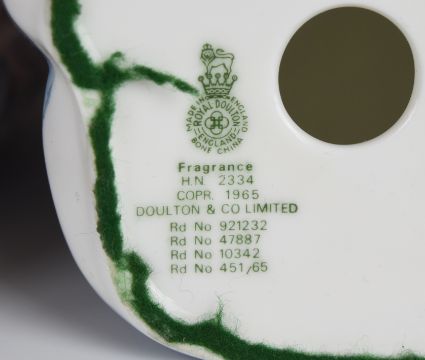 MADE IN ENGLAND
ROYAL DOULTON
ENGLAND
BONE CHINA
Fragrance
H.N. 2334
COPR. 1965
DOULTON & CO LIMITED
Rd No 921232
Rd No 47887
Rd No 10342
Rd No 451/65